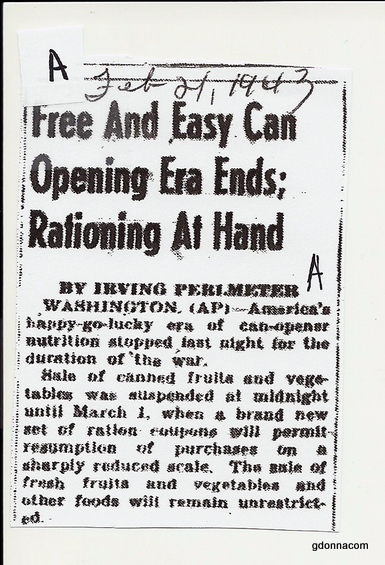 A
Feb 21, 1943
Free And Easy Can
Opening Era Ends;
Rationing At Hand
A
BY IRVING PERLMETER
WASHINGTON, (AP)—America's
happy-go-lucky era of can-opener
nutrition stopped last night for the
duration of the war.
Sale of canned fruits and vege-
tables was suspended at midnight
until March 1, when a brand new
set of ration coupons will permit
resumption of purchases on a
sharply reduced scale. The sale of
fresh fruits and vegetables and
other foods will remain unrestrict-
ed.
gdonnacom